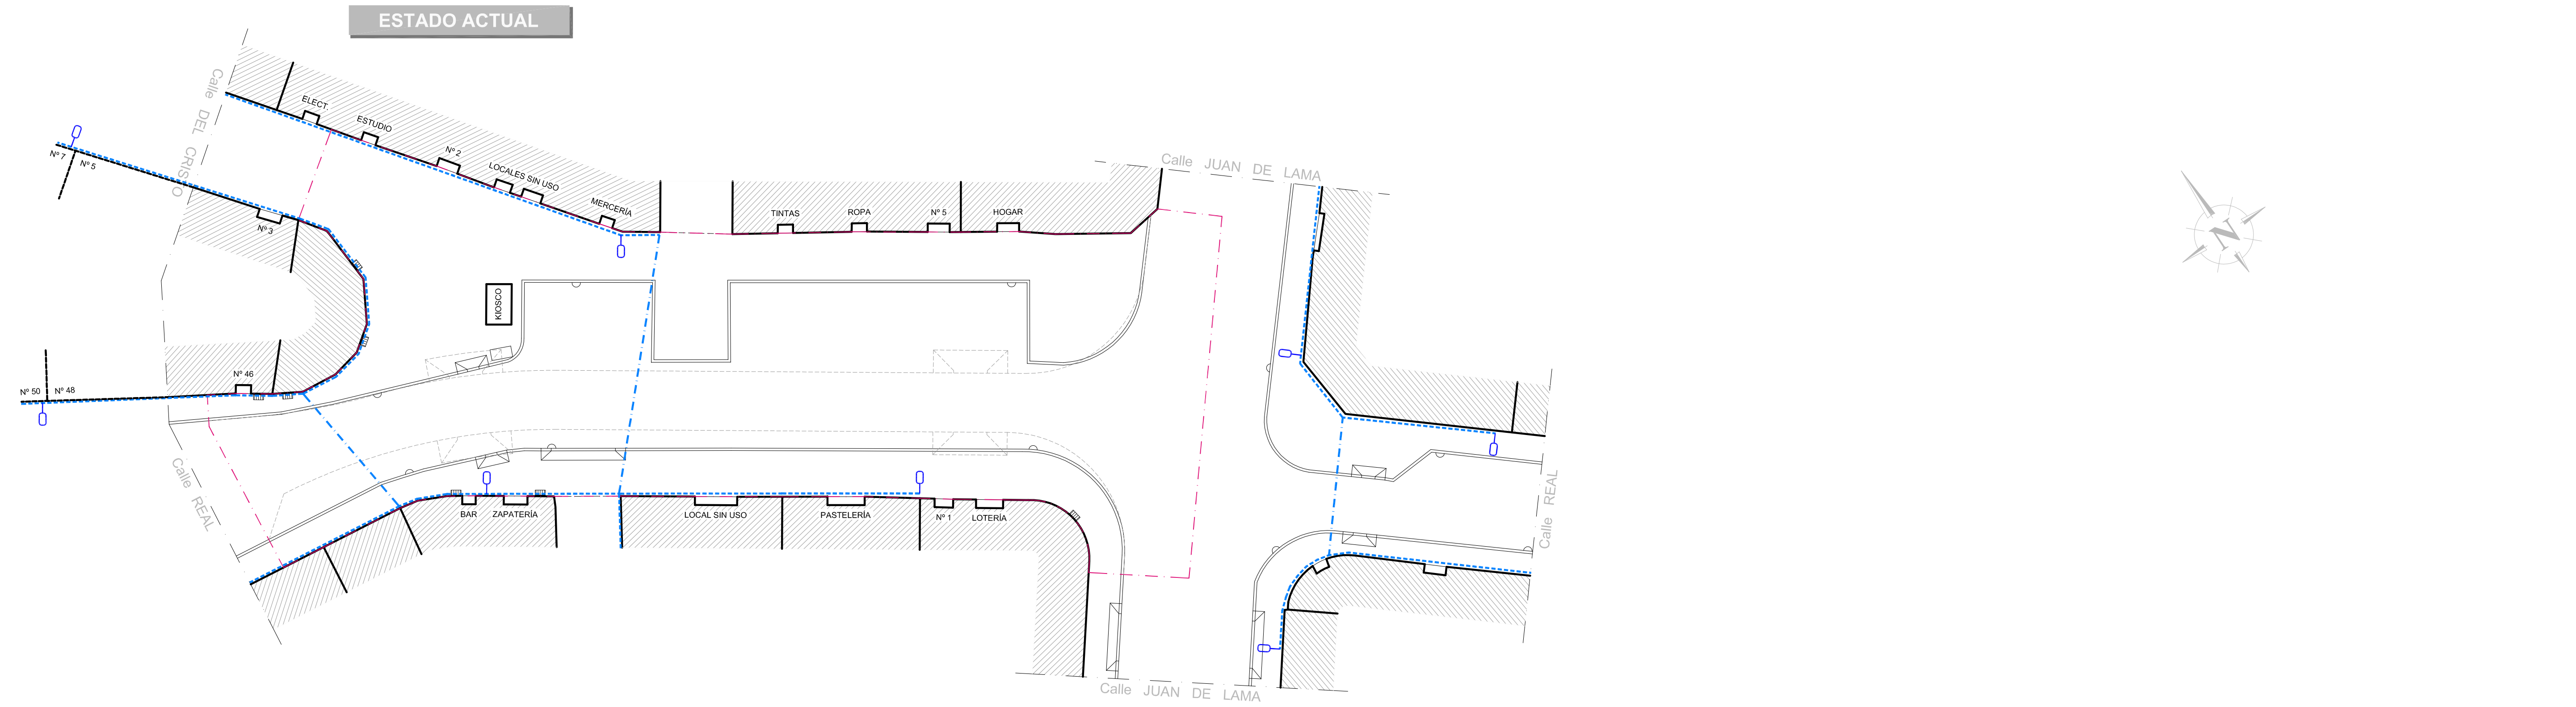 ESTADO ACTUAL
Calle DEL CRISTO
ELECT.
ESTUDIO
Nº 2
LOCALES SIN USO
MERCERÍA
Nº 7
Nº 5
Nº 3
TINTAS
ROPA
Nº 5
HOGAR
Calle JUAN DE LAMA
N
KIOSCO
Nº 50
Nº 48
Nº 46
Calle REAL
BAR
ZAPATERÍA
LOCAL SIN USO
PASTELERÍA
Nº 1
LOTERÍA
Calle REAL
Calle JUAN DE LAMA